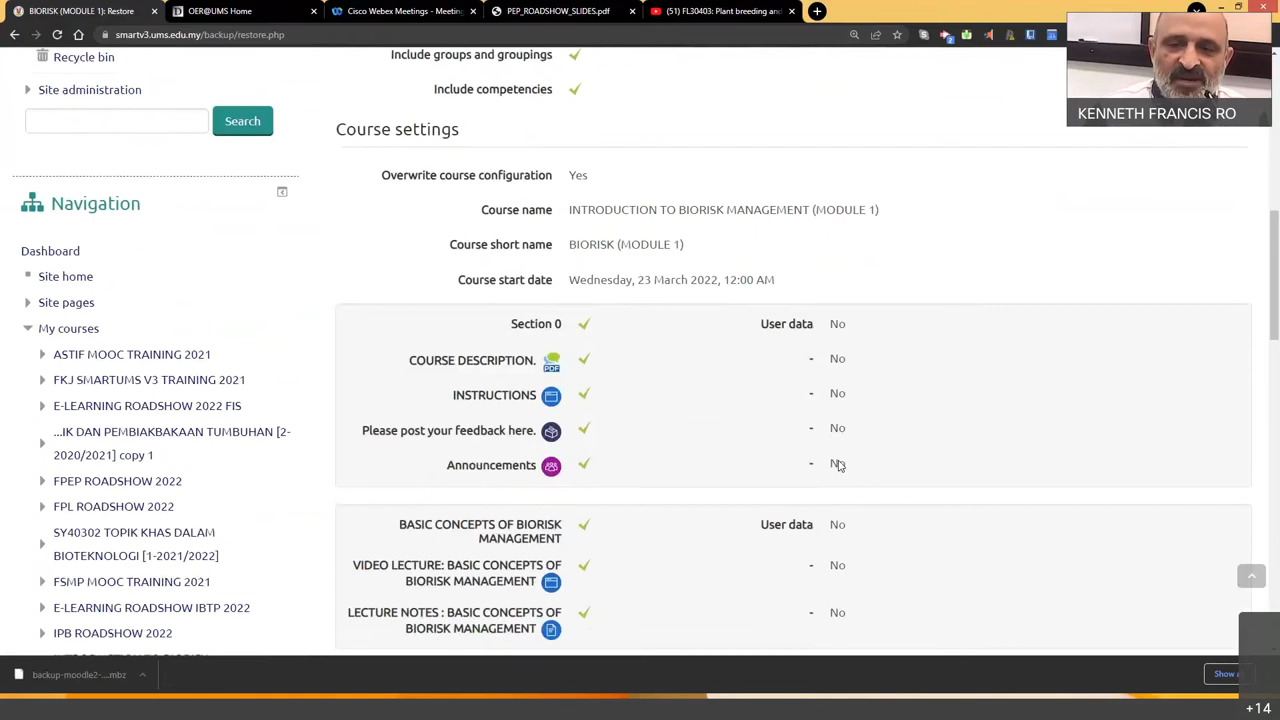 BIORISK (MODULE 1): Restore
OER@UMS Home
Cisco Webex Meetings - Meeting
PEP_ROADSHOW_SLIDES.pdf
(51) FL30403: Plant breeding and
smartv3.ums.edu.my/backup/restore.php
KENNETH FRANCIS RO
Recycle bin
Site administration
Search
Navigation
Dashboard
Site home
Site pages
My courses
ASTIF MOOC TRAINING 2021
FKJ SMARTUMS V3 TRAINING 2021
E-LEARNING ROADSHOW 2022 FIS
...IK DAN PEMBIAKBAKAAN TUMBUHAN [2-
2020/2021] copy 1
FPEP ROADSHOW 2022
FPL ROADSHOW 2022
SY40302 TOPIK KHAS DALAM
BIOTEKNOLOGI [1-2021/2022]
FSMP MOOC TRAINING 2021
E-LEARNING ROADSHOW IBTP 2022
IPB ROADSHOW 2022
Include groups and groupings
Include competencies
Course settings
Overwrite course configuration Yes
Course name INTRODUCTION TO BIORISK MANAGEMENT (MODULE 1)
Course short name BIORISK (MODULE 1)
Course start date Wednesday, 23 March 2022, 12:00 AM
Section 0 User data No
COURSE DESCRIPTION. PDF - No
INSTRUCTIONS - No
Please post your feedback here. - No
Announcements - No
BASIC CONCEPTS OF BIORISK User data No
MANAGEMENT
VIDEO LECTURE: BASIC CONCEPTS OF - No
BIORISK MANAGEMENT
LECTURE NOTES : BASIC CONCEPTS OF - No
BIORISK MANAGEMENT
backup-moodle2-....mbz
Show
+14